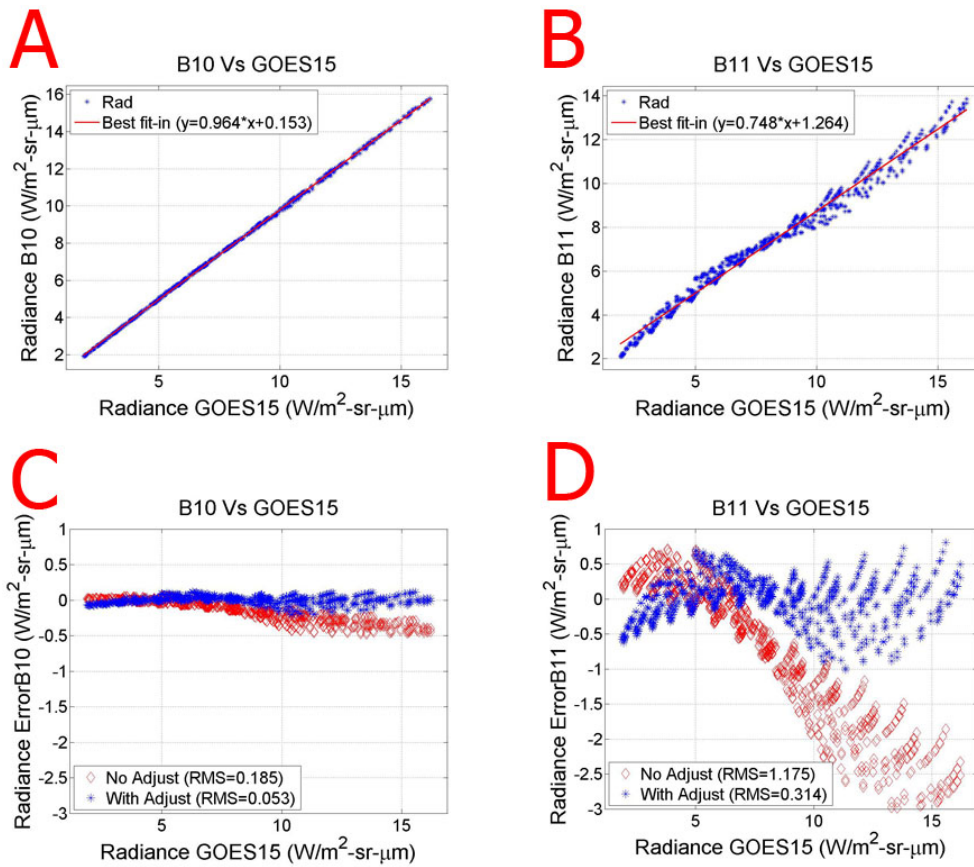 A
B10 Vs GOES15
Radiance B10 (W/m²-sr-μm)
16
14
12
10
8
6
4
2
Rad
Best fit-in (y=0.964*x+0.153)
5
10
15
Radiance GOES15 (W/m²-sr-μm)
B
B11 Vs GOES15
Radiance B11 (W/m²-sr-μm)
14
12
10
8
6
4
2
Rad
Best fit-in (y=0.748*x+1.264)
5
10
15
Radiance GOES15 (W/m²-sr-μm)
C
B10 Vs GOES15
Radiance ErrorB10 (W/m²-sr-μm)
1
0.5
0
-0.5
-1
-1.5
-2
-2.5
-3
No Adjust (RMS=0.185)
With Adjust (RMS=0.053)
5
10
15
Radiance GOES15 (W/m²-sr-μm)
D
B11 Vs GOES15
Radiance ErrorB11 (W/m²-sr-μm)
1
0.5
0
-0.5
-1
-1.5
-2
-2.5
-3
No Adjust (RMS=1.175)
With Adjust (RMS=0.314)
5
10
15
Radiance GOES15 (W/m²-sr-μm)